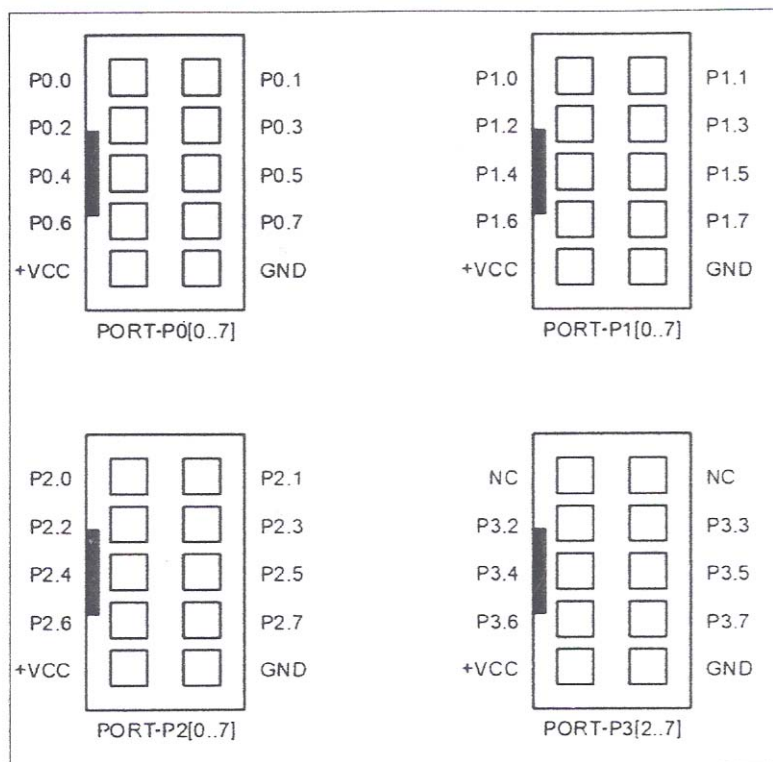 P0.0 P0.1 P1.0 P1.1
P0.2 P0.3 P1.2 P1.3
P0.4 P0.5 P1.4 P1.5
P0.6 P0.7 P1.6 P1.7
+VCC GND +VCC GND
PORT-P0[0..7] PORT-P1[0..7]
P2.0 P2.1 NC NC
P2.2 P2.3 P3.2 P3.3
P2.4 P2.5 P3.4 P3.5
P2.6 P2.7 P3.6 P3.7
+VCC GND +VCC GND
PORT-P2[0..7] PORT-P3[2..7]